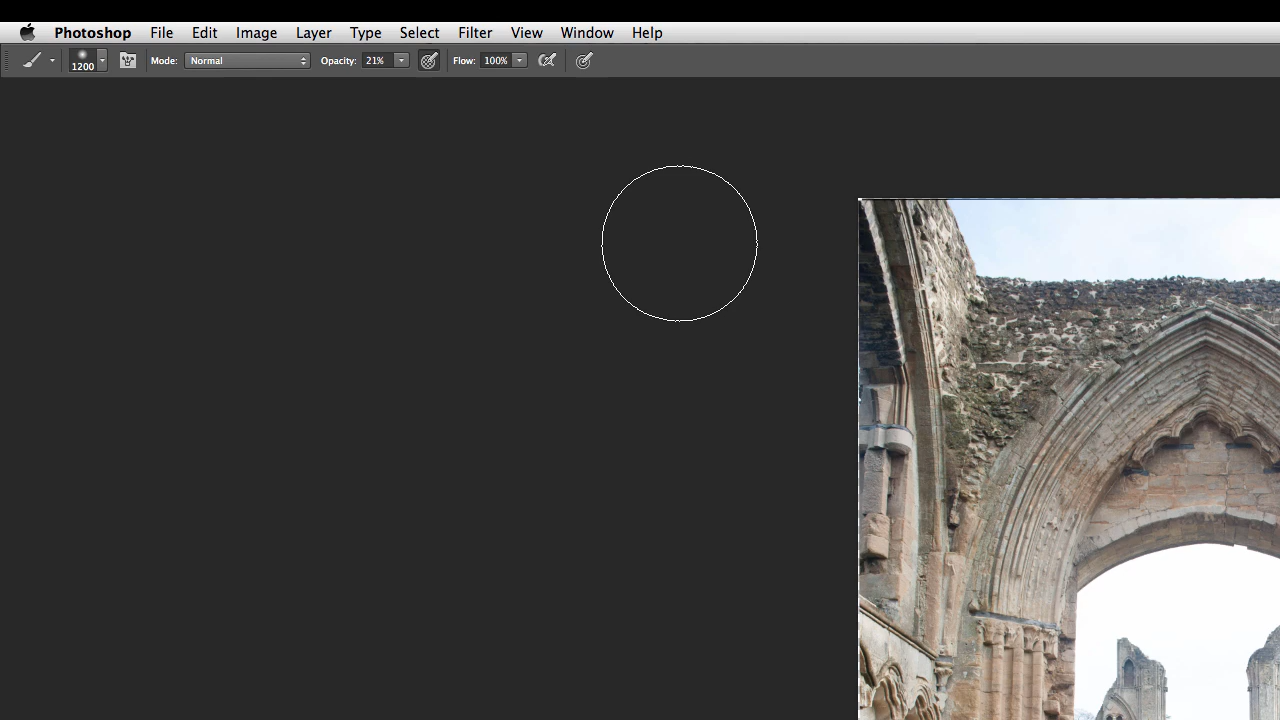 Photoshop File Edit Image Layer Type Select Filter View Window Help
1200 Mode: Normal Opacity: 21% Flow: 100%